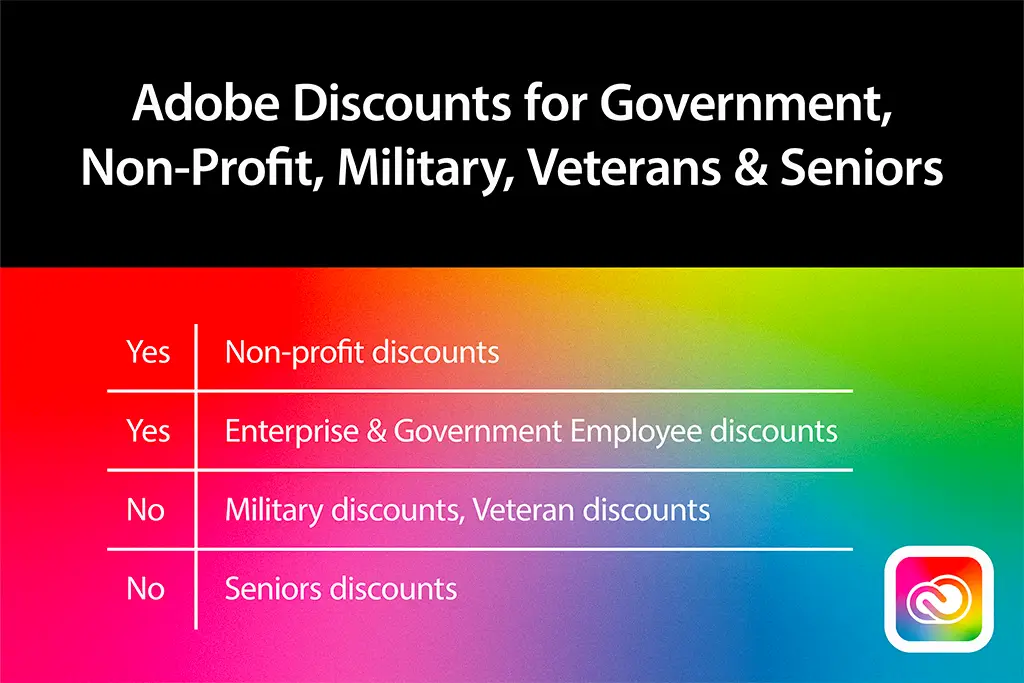 Adobe Discounts for Government,
Non-Profit, Military, Veterans & Seniors
Yes Non-profit discounts
Yes Enterprise & Government Employee discounts
No Military discounts, Veteran discounts
No Seniors discounts